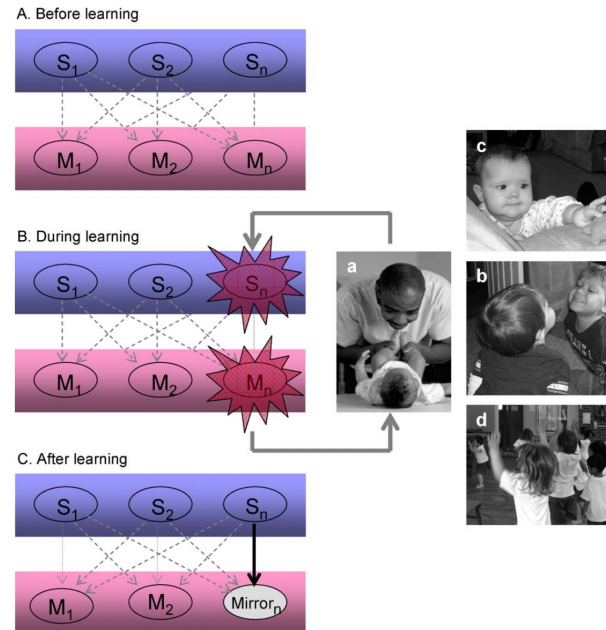 A. Before learning
S1 S2 Sn
M1 M2 Mn
B. During learning
S1 S2 Sn
M1 M2 Mn
C. After learning
S1 S2 Sn
M1 M2 Mirrorn
a
c
b
d